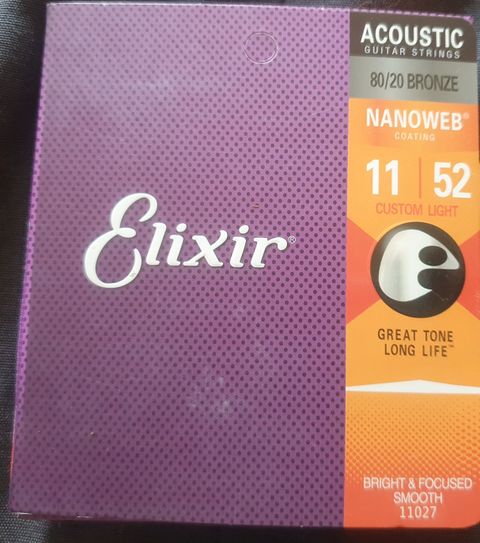 ACOUSTIC
GUITAR STRINGS
80/20 BRONZE
NANOWEB®
COATING
11 | 52
CUSTOM LIGHT
Elixir®
GREAT TONE
LONG LIFE™
BRIGHT & FOCUSED
SMOOTH
11027